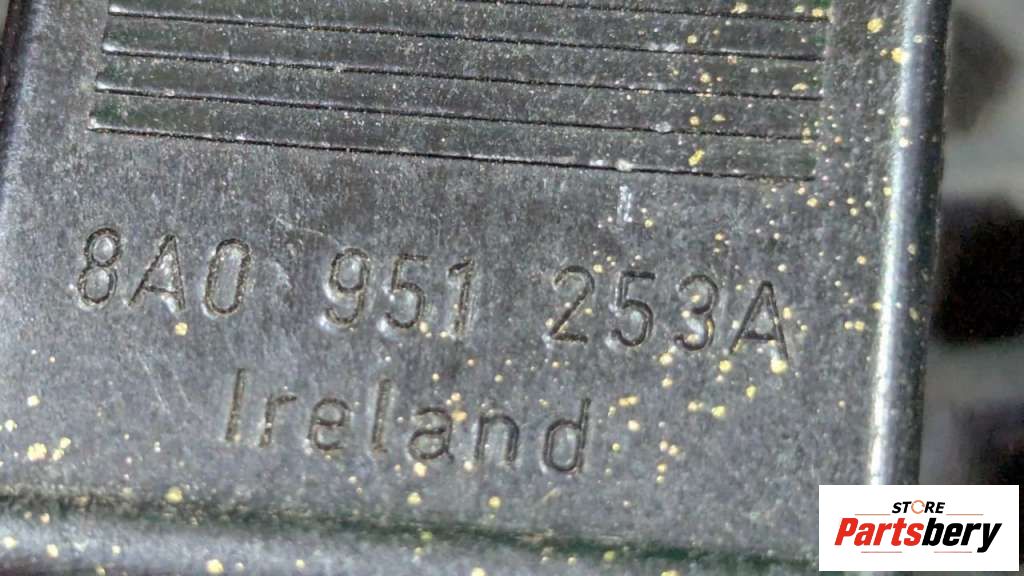 8A0 951 253A
Ireland
STORE
Partsbery